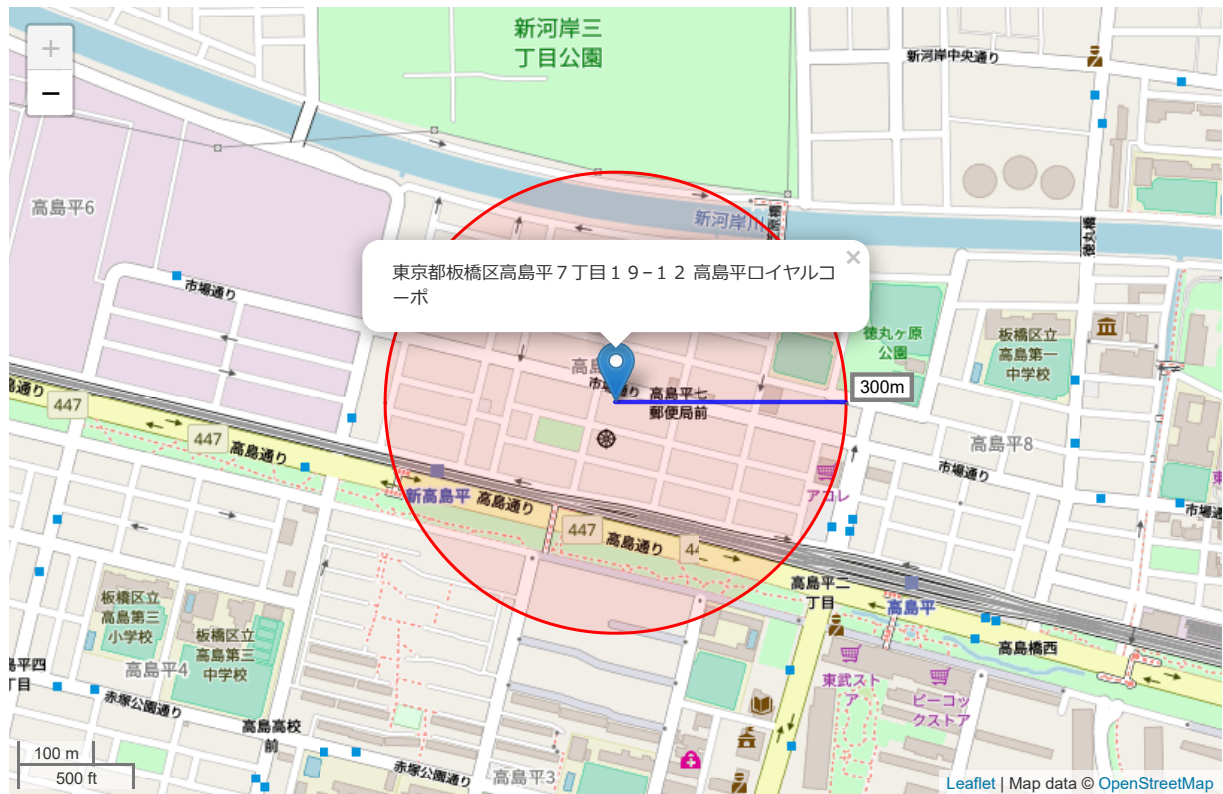 新河岸三
丁目公園
新河岸中央通り
+
−
高島平6
新河岸川
徳丸橋
東京都板橋区高島平７丁目１９−１２ 高島平ロイヤルコ
ーポ
×
市場通り
徳丸ヶ原
公園
板橋区立
高島第一
中学校
高島平七
郵便局前
300m
447
447
高島通り
高島平8
市場通り
アコレ
新高島平
高島通り
447
高島通り
高島平二
丁目
高島平
高島橋西
板橋区立
高島第三
小学校
板橋区立
高島第三
中学校
高島平4
赤塚公園通り
高島高校
前
東武スト
ア
ピーコッ
クストア
赤塚公園通り
高島平3
100 m
500 ft
Leaflet | Map data © OpenStreetMap